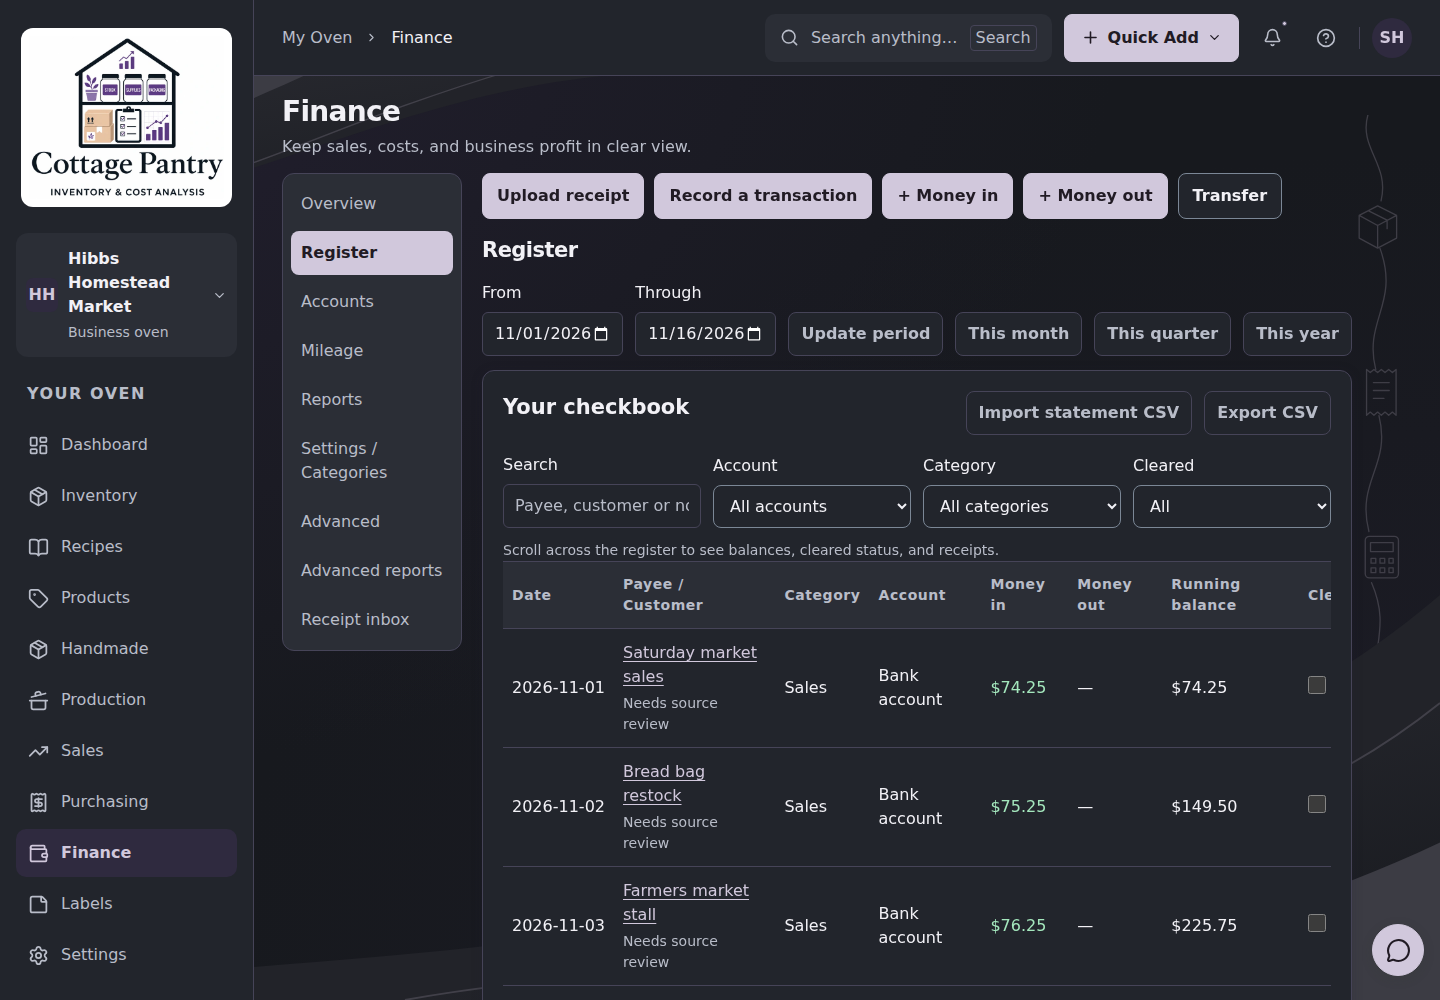 Cottage Pantry
INVENTORY & COST ANALYSIS
HH
Hibbs
Homestead
Market
Business oven
YOUR OVEN
Dashboard
Inventory
Recipes
Products
Handmade
Production
Sales
Purchasing
Finance
Labels
Settings
My Oven > Finance
Search anything... Search
+ Quick Add
SH
Finance
Keep sales, costs, and business profit in clear view.
Overview
Register
Accounts
Mileage
Reports
Settings /
Categories
Advanced
Advanced reports
Receipt inbox
Upload receipt
Record a transaction
+ Money in
+ Money out
Transfer
Register
From
Through
11/01/2026
11/16/2026
Update period
This month
This quarter
This year
Your checkbook
Import statement CSV
Export CSV
Search
Account
Category
Cleared
Payee, customer or no
All accounts
All categories
All
Scroll across the register to see balances, cleared status, and receipts.
Date
Payee /
Customer
Category
Account
Money
in
Money
out
Running
balance
Cle
2026-11-01
Saturday market
sales
Needs source
review
Sales
Bank
account
$74.25
—
$74.25
2026-11-02
Bread bag
restock
Needs source
review
Sales
Bank
account
$75.25
—
$149.50
2026-11-03
Farmers market
stall
Needs source
review
Sales
Bank
account
$76.25
—
$225.75